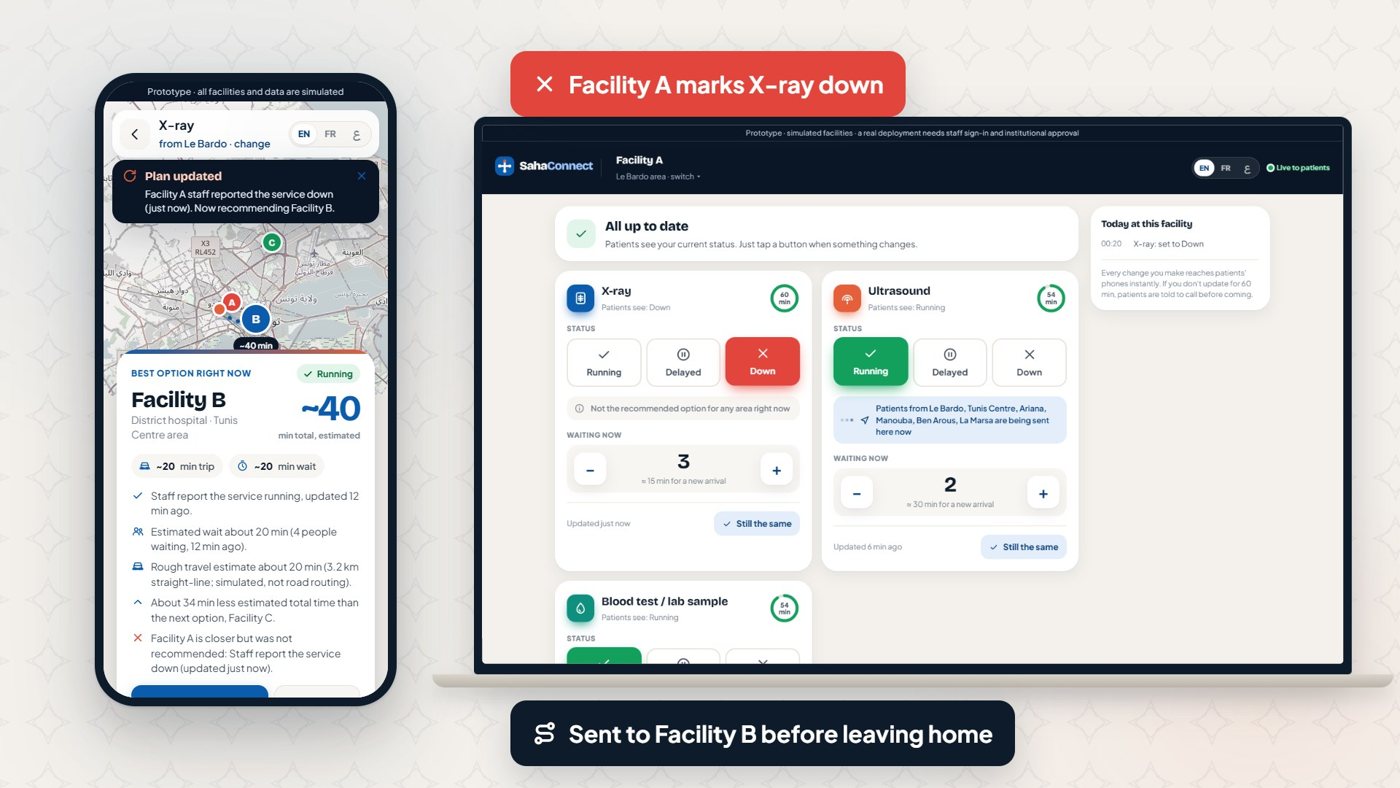 Facility A marks X-ray down
Prototype · all facilities and data are simulated
X-ray
from Le Bardo · change
EN FR ع
Plan updated
Facility A staff reported the service down
(just now). Now recommending Facility B.
C
X3
RL452
العوينة
دوار هيشر
منوبة
ولاية تونس
A
B
~40 min
BEST OPTION RIGHT NOW
Running
Facility B
~40
District hospital · Tunis
Centre area
min total, estimated
~20 min trip
~20 min wait
Staff report the service running, updated 12
min ago.
Estimated wait about 20 min (4 people
waiting, 12 min ago).
Rough travel estimate about 20 min (3.2 km
straight-line; simulated, not road routing).
About 34 min less estimated total time than
the next option, Facility C.
Facility A is closer but was not
recommended: Staff report the service
down (updated just now).
Prototype · simulated facilities · a real deployment needs staff sign-in and institutional approval
SahaConnect
Facility A
Le Bardo area · switch
EN FR ع
Live to patients
All up to date
Patients see your current status. Just tap a button when something changes.
Today at this facility
00:20 X-ray: set to Down
Every change you make reaches patients'
phones instantly. If you don't update for 60
min, patients are told to call before coming.
X-ray
Patients see: Down
60
min
STATUS
Running
Delayed
Down
Not the recommended option for any area right now
WAITING NOW
−
3
+
≈ 15 min for a new arrival
Updated just now
Still the same
Ultrasound
Patients see: Running
54
min
STATUS
Running
Delayed
Down
Patients from Le Bardo, Tunis Centre, Ariana,
Manouba, Ben Arous, La Marsa are being sent
here now
WAITING NOW
−
2
+
≈ 30 min for a new arrival
Updated 6 min ago
Still the same
Blood test / lab sample
Patients see: Running
54
min
STATUS
Sent to Facility B before leaving home